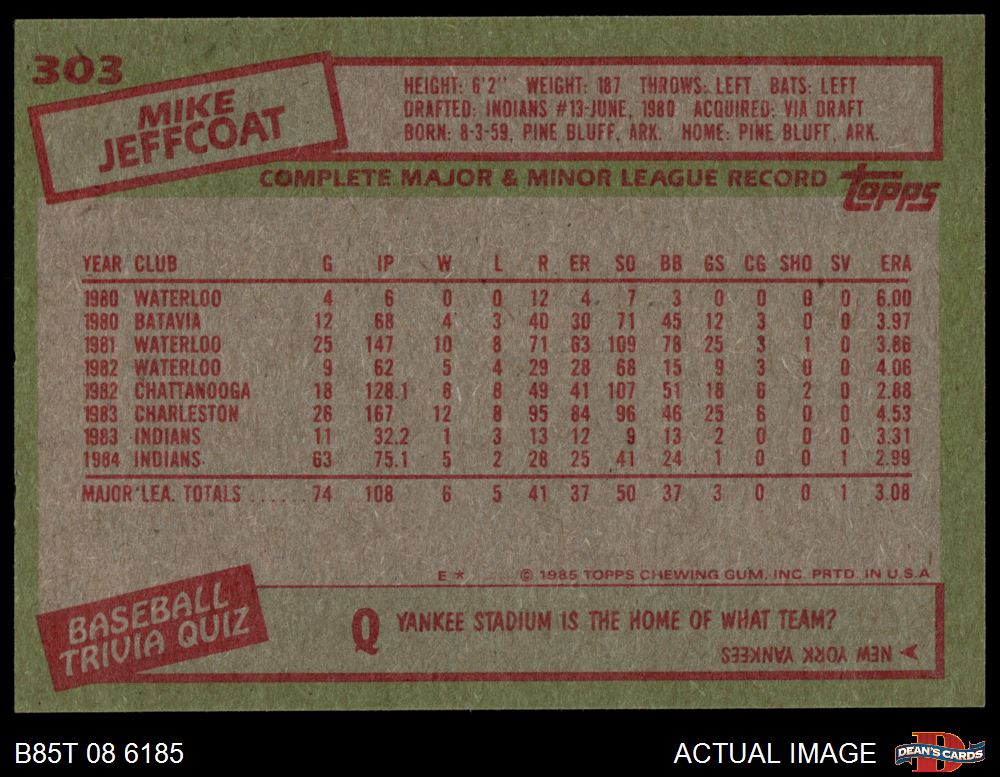 303
MIKE
JEFFCOAT
HEIGHT: 6'2" WEIGHT: 187 THROWS: LEFT BATS: LEFT
DRAFTED: INDIANS #13-JUNE, 1980 ACQUIRED: VIA DRAFT
BORN: 8-3-59, PINE BLUFF, ARK. HOME: PINE BLUFF, ARK.
COMPLETE MAJOR & MINOR LEAGUE RECORD
topps
YEAR CLUB G IP W L R ER SO BB GS CG SHO SV ERA
1980 WATERLOO 4 6 0 0 12 4 7 3 0 0 0 0 6.00
1980 BATAVIA 12 68 4 3 40 30 71 45 12 3 0 0 3.97
1981 WATERLOO 25 147 10 8 71 63 109 78 25 3 1 0 3.86
1982 WATERLOO 9 62 5 4 29 28 68 15 9 3 0 0 4.06
1982 CHATTANOOGA 18 128.1 8 8 49 41 107 51 18 6 2 0 2.88
1983 CHARLESTON 26 167 12 8 95 84 96 46 25 6 0 0 4.53
1983 INDIANS 11 32.2 1 3 13 12 9 13 2 0 0 0 3.31
1984 INDIANS 63 75.1 5 2 28 25 41 24 1 0 0 1 2.99
MAJOR LEA. TOTALS ...... 74 108 6 5 41 37 50 37 3 0 0 1 3.08
E * © 1985 TOPPS CHEWING GUM, INC. PRTD. IN U.S.A.
BASEBALL
TRIVIA QUIZ
Q YANKEE STADIUM IS THE HOME OF WHAT TEAM?
NEW YORK YANKEES
B85T 08 6185
ACTUAL IMAGE
D
DEAN'S CARDS